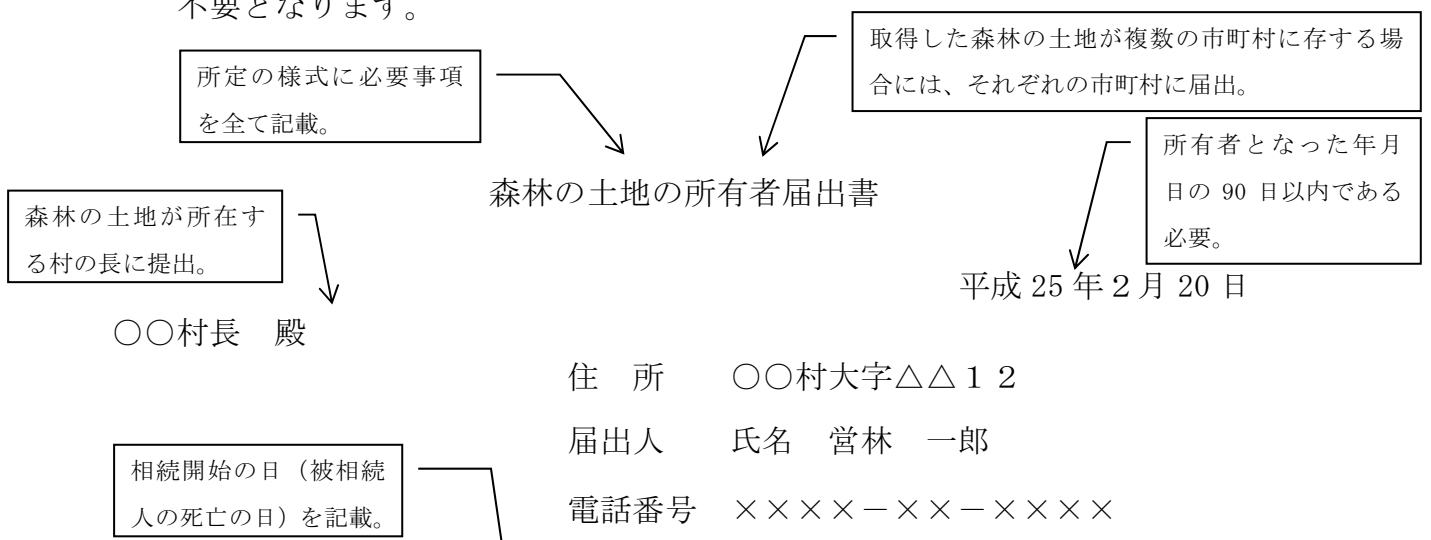 不要となります。
所定の様式に必要事項
を全て記載。
取得した森林の土地が複数の市町村に存する場
合には、それぞれの市町村に届出。
森林の土地の所有者届出書
所有者となった年月
日の 90 日以内である
必要。
森林の土地が所在す
る村の長に提出。
平成 25 年２月 20 日
○○村長　殿
住　所　　○○村大字△△１２
届出人　　氏名　営林　一郎
電話番号　××××－××－××××
相続開始の日（被相続
人の死亡の日）を記載。